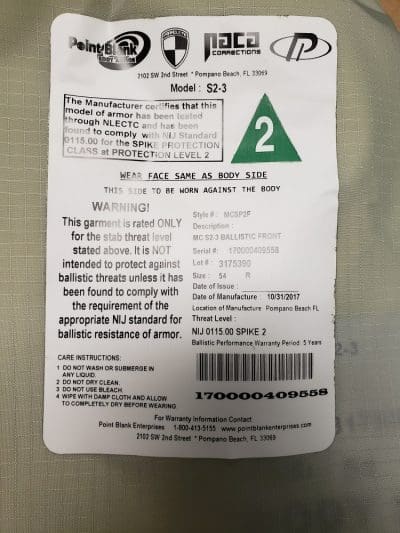 Point Blank
PACA
CORRECTIONS
2102 SW 2nd Street * Pompano Beach, FL 33069
Model: S2-3
The Manufacturer certifies that this
model of armor has been tested
through NLECTC and has been
found to comply with NIJ Standard
0115.00 for the SPIKE PROTECTION
CLASS at PROTECTION LEVEL 2
2
WEAR FACE SAME AS BODY SIDE
THIS SIDE TO BE WORN AGAINST THE BODY
WARNING!
This garment is rated ONLY
for the stab threat level
stated above. It is NOT
intended to protect against
ballistic threats unless it has
been found to comply with
the requirement of the
appropriate NIJ standard for
ballistic resistance of armor.
Style #: MCSP2F
Description:
MC S2-3 BALLISTIC FRONT
Serial #: 170000409558
Lot #: 3175390
Size: 54 R
Date of Issue:
Date of Manufacture 10/31/2017
Location of Manufacture Pompano Beach FL
Threat Level:
NIJ 0115.00 SPIKE 2
Ballistic Performance Warranty Period: 5 Years
170000409558
CARE INSTRUCTIONS:
1 DO NOT WASH OR SUBMERGE IN
ANY LIQUID.
2 DO NOT DRY CLEAN.
3 DO NOT USE BLEACH.
4 WIPE WITH DAMP CLOTH AND ALLOW
TO COMPLETELY DRY BEFORE WEARING
For Warranty Information Contact
Point Blank Enterprises 1-800-413-5155 www.pointblankenterprises.com
2102 SW 2nd Street * Pompano Beach, FL 33069